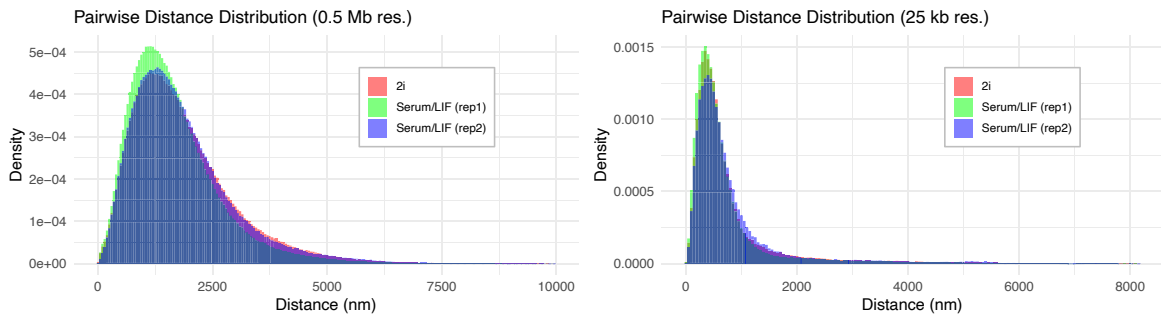 Pairwise Distance Distribution (0.5 Mb res.)
5e−04
4e−04
3e−04
2e−04
1e−04
0e+00
Density
2i
Serum/LIF (rep1)
Serum/LIF (rep2)
0
2500
5000
7500
10000
Distance (nm)
Pairwise Distance Distribution (25 kb res.)
0.0015
0.0010
0.0005
0.0000
Density
2i
Serum/LIF (rep1)
Serum/LIF (rep2)
0
2000
4000
6000
8000
Distance (nm)